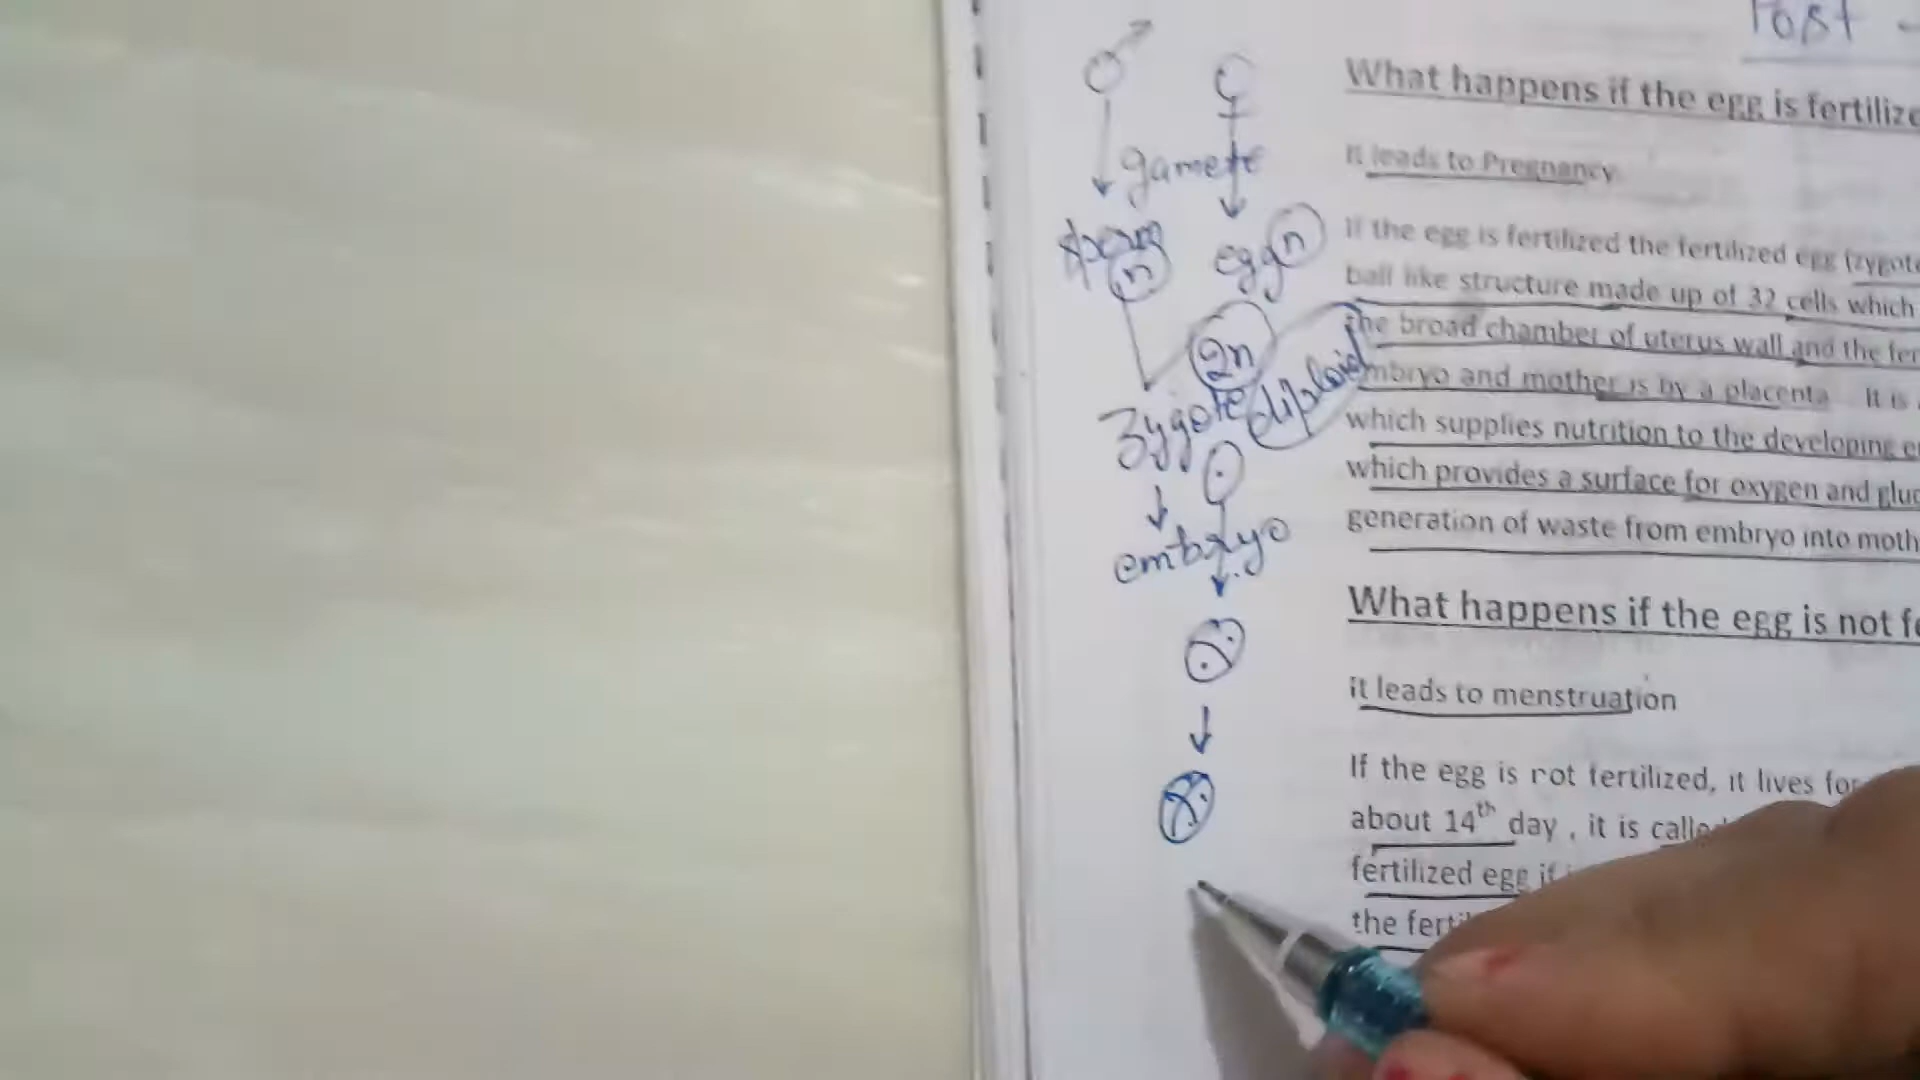 Post -
What happens if the egg is fertilize
It leads to Pregnancy
If the egg is fertilized the fertilized egg (zygote
ball like structure made up of 32 cells which
the broad chamber of uterus wall and the fer
embryo and mother is by a placenta It is
which supplies nutrition to the developing e
which provides a surface for oxygen and gluc
generation of waste from embryo into moth
What happens if the egg is not fe
it leads to menstruation
If the egg is not fertilized, it lives for
about 14th day , it is called
fertilized egg if
the ferti
♂ ♀
gamete
sperm n
egg n
2n
Zygote diploid
embryo